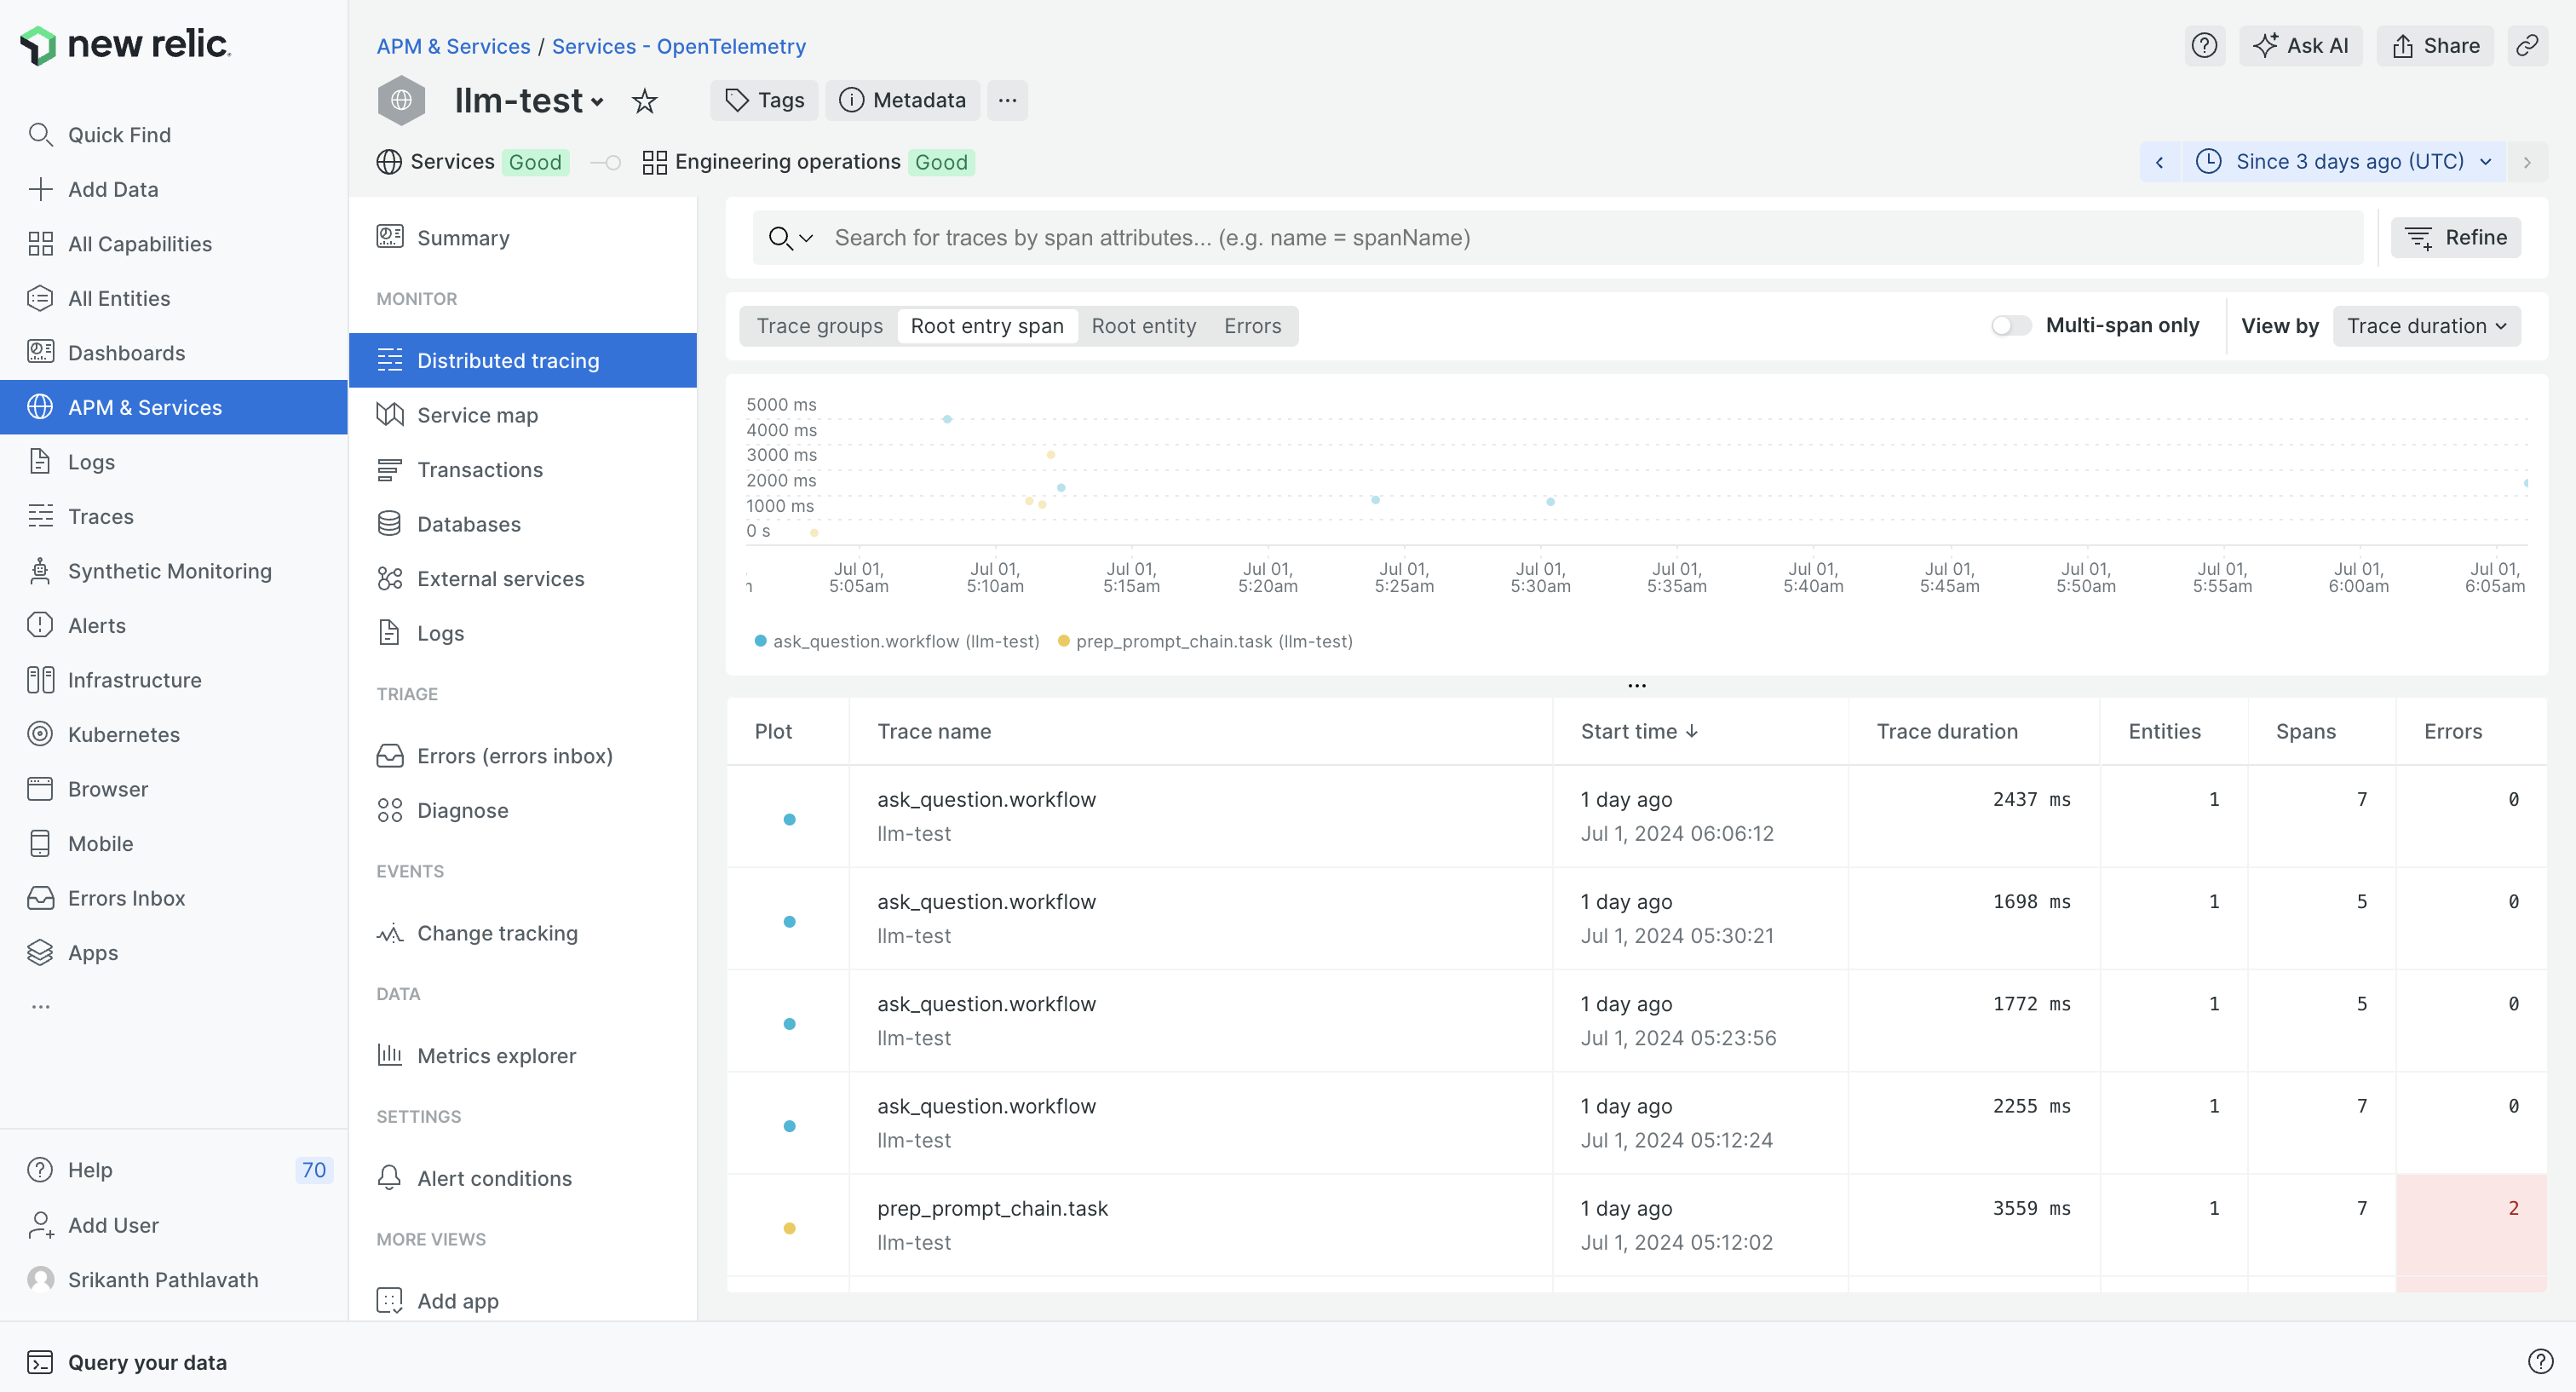 new relic.
Quick Find
Add Data
All Capabilities
All Entities
Dashboards
APM & Services
Logs
Traces
Synthetic Monitoring
Alerts
Infrastructure
Kubernetes
Browser
Mobile
Errors Inbox
Apps
...
Help 70
Add User
Srikanth Pathlavath
Query your data
APM & Services / Services - OpenTelemetry
Ask AI
Share
llm-test
Tags
Metadata
...
Services Good
Engineering operations Good
Since 3 days ago (UTC)
Summary
MONITOR
Distributed tracing
Service map
Transactions
Databases
External services
Logs
TRIAGE
Errors (errors inbox)
Diagnose
EVENTS
Change tracking
DATA
Metrics explorer
SETTINGS
Alert conditions
MORE VIEWS
Add app
Search for traces by span attributes... (e.g. name = spanName)
Refine
Trace groups Root entry span Root entity Errors
Multi-span only
View by Trace duration
5000 ms
4000 ms
3000 ms
2000 ms
1000 ms
0 s
Jul 01, 5:05am
Jul 01, 5:10am
Jul 01, 5:15am
Jul 01, 5:20am
Jul 01, 5:25am
Jul 01, 5:30am
Jul 01, 5:35am
Jul 01, 5:40am
Jul 01, 5:45am
Jul 01, 5:50am
Jul 01, 5:55am
Jul 01, 6:00am
Jul 01, 6:05am
ask_question.workflow (llm-test) prep_prompt_chain.task (llm-test)
...
Plot Trace name Start time ↓ Trace duration Entities Spans Errors
ask_question.workflow 1 day ago 2437 ms 1 7 0
llm-test Jul 1, 2024 06:06:12
ask_question.workflow 1 day ago 1698 ms 1 5 0
llm-test Jul 1, 2024 05:30:21
ask_question.workflow 1 day ago 1772 ms 1 5 0
llm-test Jul 1, 2024 05:23:56
ask_question.workflow 1 day ago 2255 ms 1 7 0
llm-test Jul 1, 2024 05:12:24
prep_prompt_chain.task 1 day ago 3559 ms 1 7 2
llm-test Jul 1, 2024 05:12:02